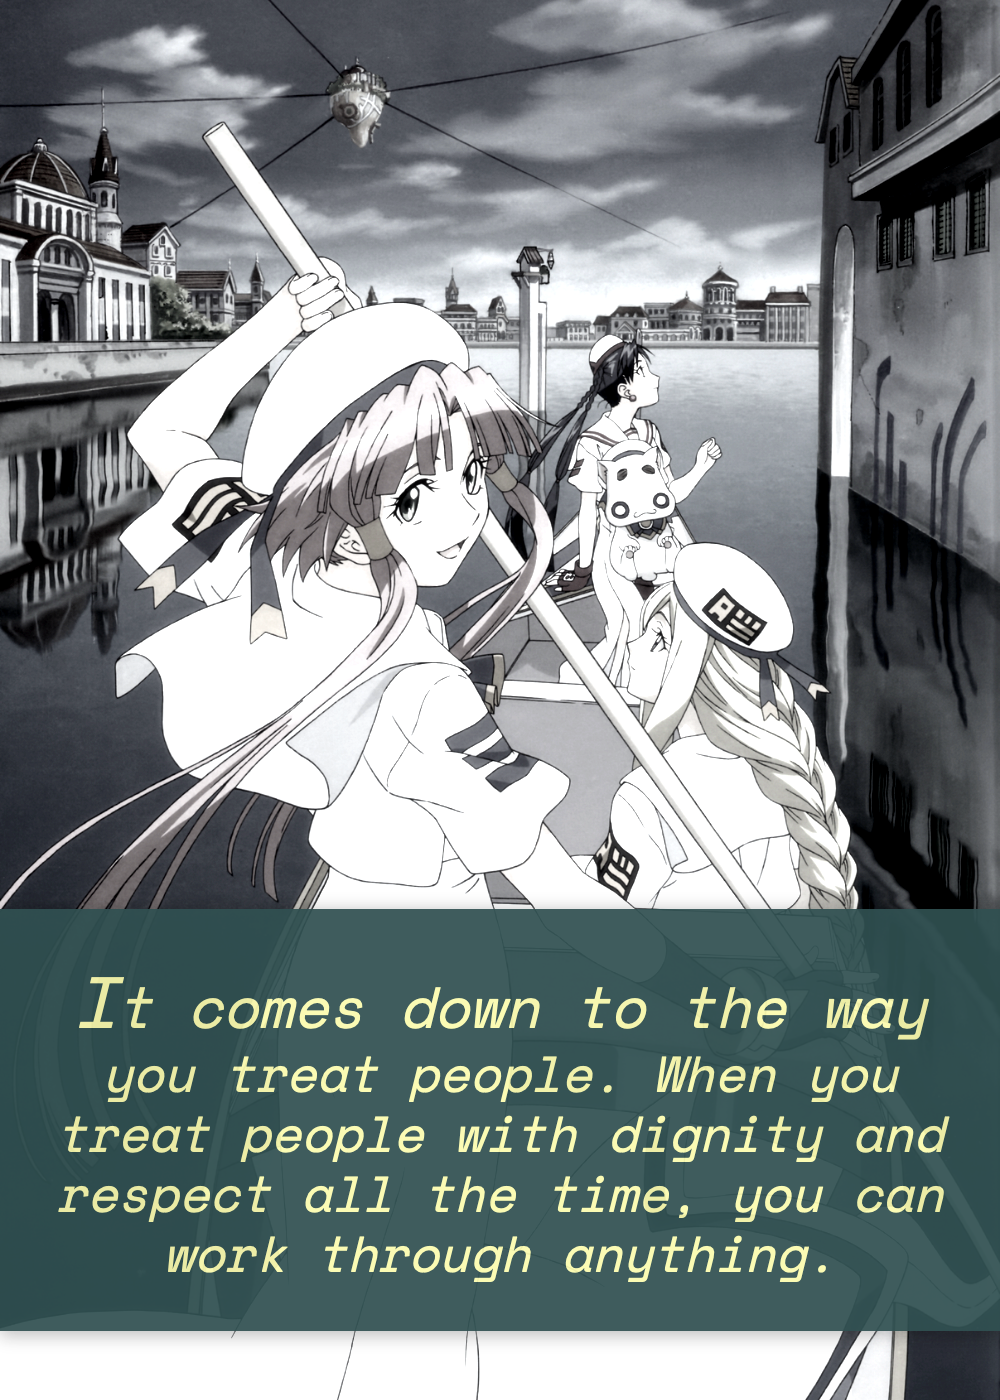 It comes down to the way
you treat people. When you
treat people with dignity and
respect all the time, you can
work through anything.